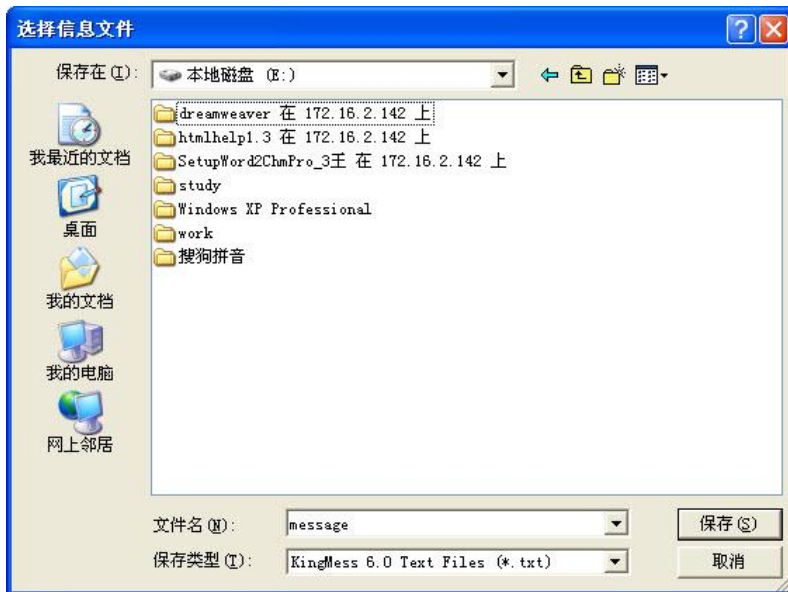 选择信息文件
保存在(I):
本地磁盘 (E:)
我最近的文档
桌面
我的文档
我的电脑
网上邻居
dreamweaver 在 172.16.2.142 上
htmlhelp1.3 在 172.16.2.142 上
SetupWord2ChmPro_3王 在 172.16.2.142 上
study
Windows XP Professional
work
搜狗拼音
文件名(N):
message
保存(S)
保存类型(T):
KingMess 6.0 Text Files (*.txt)
取消